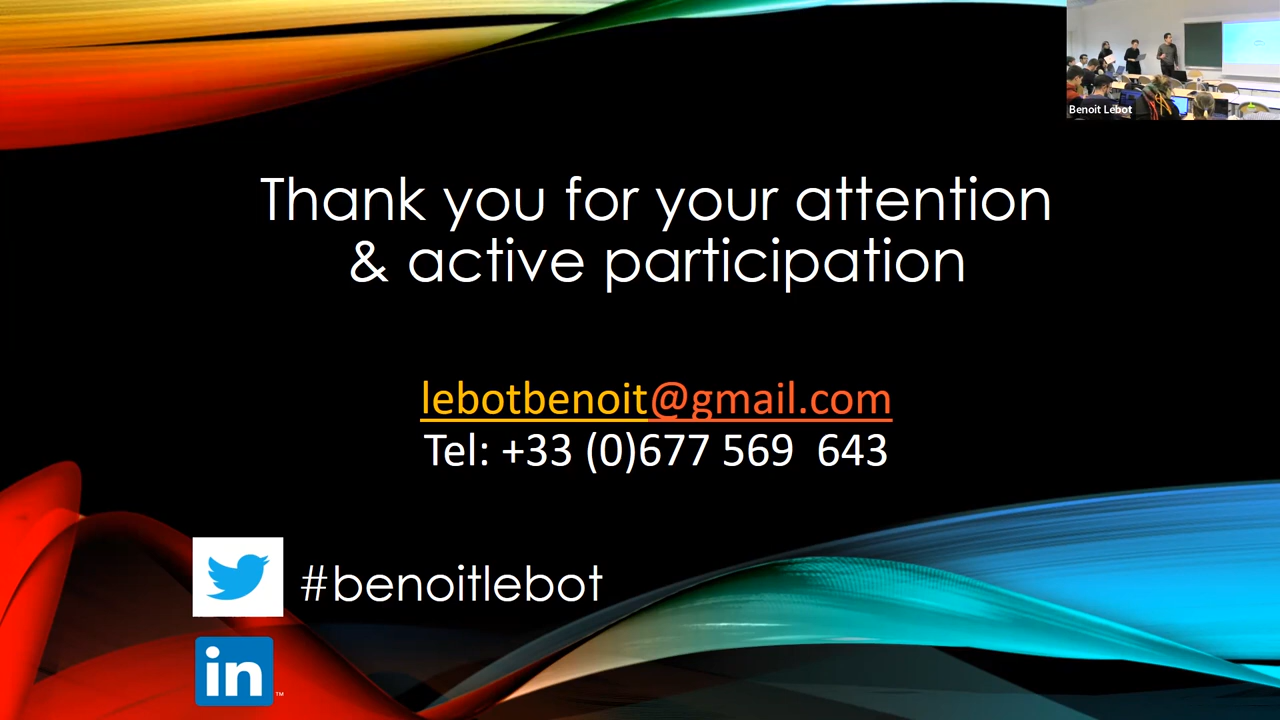 Benoit Lebot
Thank you for your attention
& active participation
lebotbenoit@gmail.com
Tel: +33 (0)677 569  643
#benoitlebot
in™